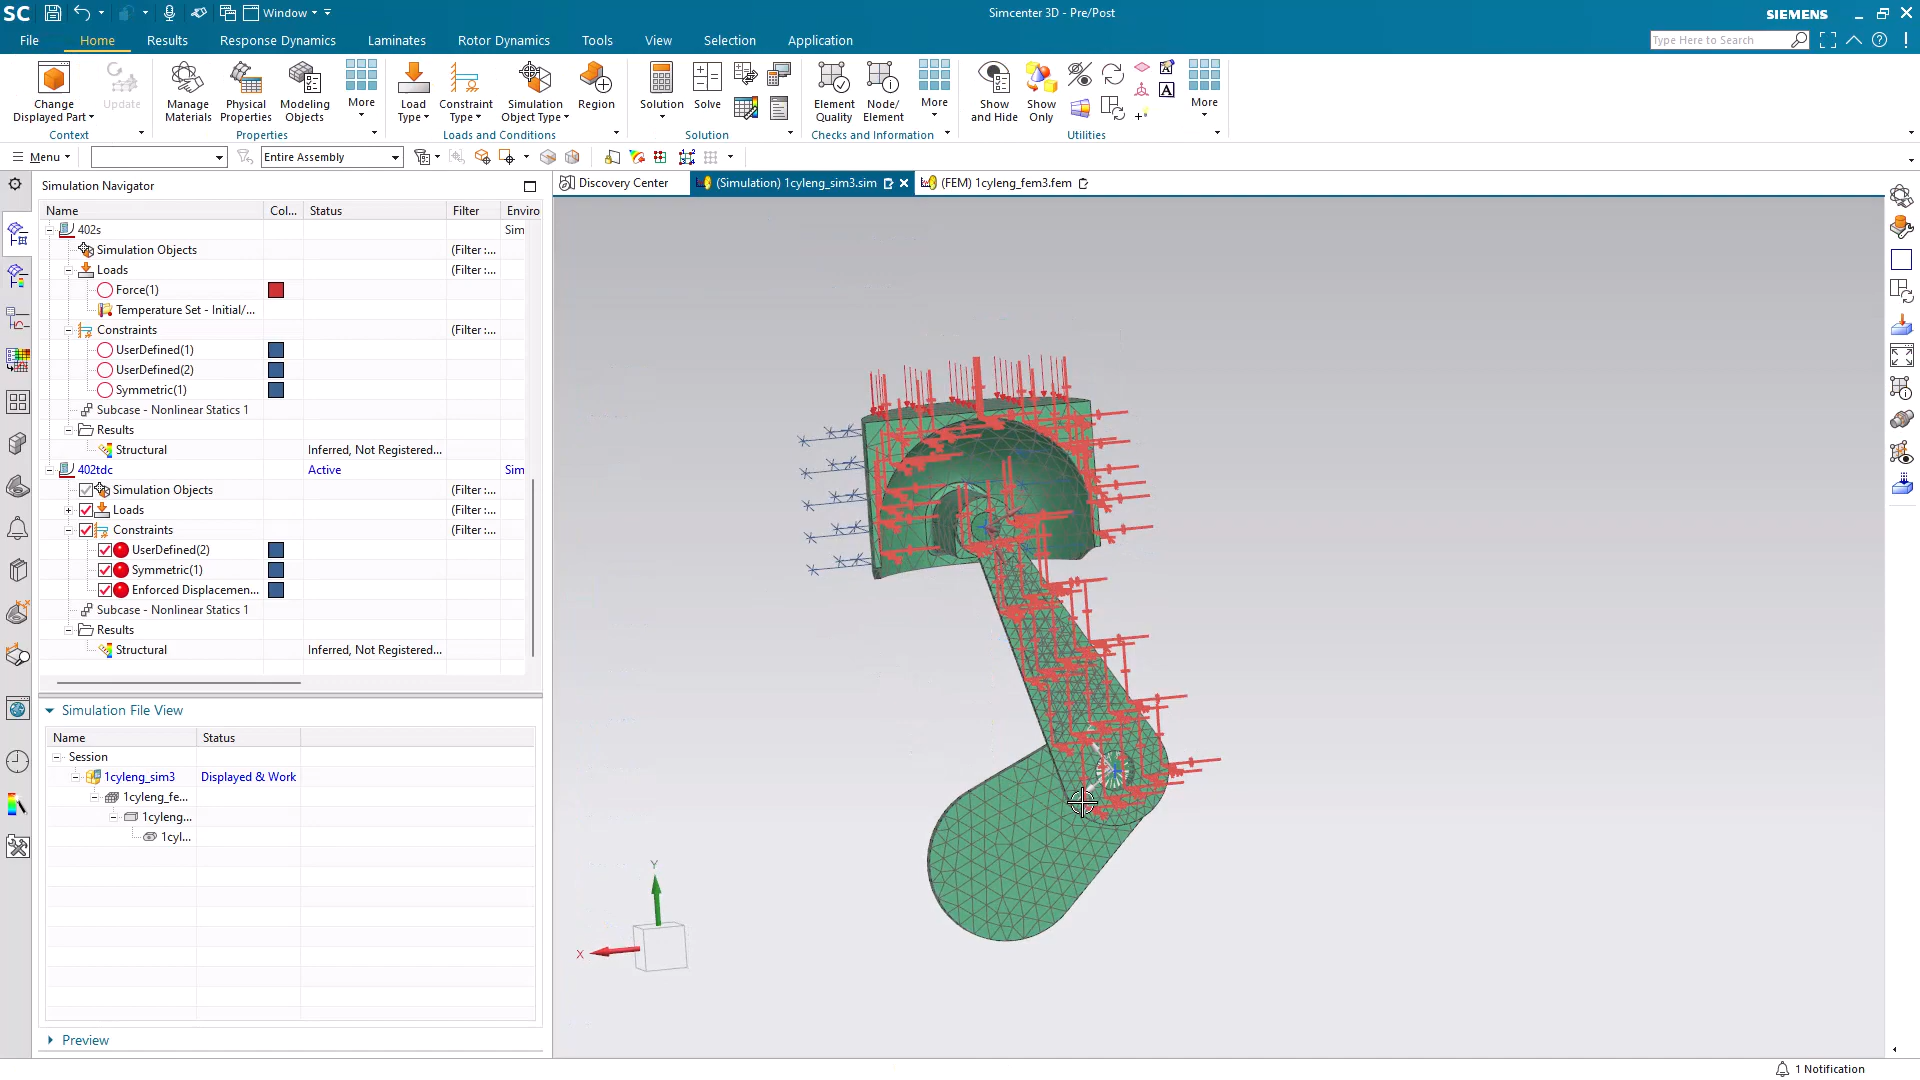 SC Window Simcenter 3D - Pre/Post SIEMENS
File Home Results Response Dynamics Laminates Rotor Dynamics Tools View Selection Application Type Here to Search
Change Displayed Part
Update
Manage Materials
Physical Properties
Modeling Objects
More
Load Type
Constraint Type
Simulation Object Type
Region
Solution
Solve
Element Quality
Node/ Element
More
Show and Hide
Show Only
More
Context Properties Loads and Conditions Solution Checks and Information Utilities
Menu Entire Assembly
Simulation Navigator
Discovery Center (Simulation) 1cyleng_sim3.sim (FEM) 1cyleng_fem3.fem
Name Col... Status Filter Enviro
402s Sim
Simulation Objects (Filter :...
Loads (Filter :...
Force(1)
Temperature Set - Initial/...
Constraints (Filter :...
UserDefined(1)
UserDefined(2)
Symmetric(1)
Subcase - Nonlinear Statics 1
Results
Structural Inferred, Not Registered...
402tdc Active Sim
Simulation Objects (Filter :...
Loads (Filter :...
Constraints (Filter :...
UserDefined(2)
Symmetric(1)
Enforced Displacemen...
Subcase - Nonlinear Statics 1
Results
Structural Inferred, Not Registered...
Simulation File View
Name Status
Session
1cyleng_sim3 Displayed & Work
1cyleng_fe...
1cyleng...
1cyl...
Y
X
Preview
1 Notification